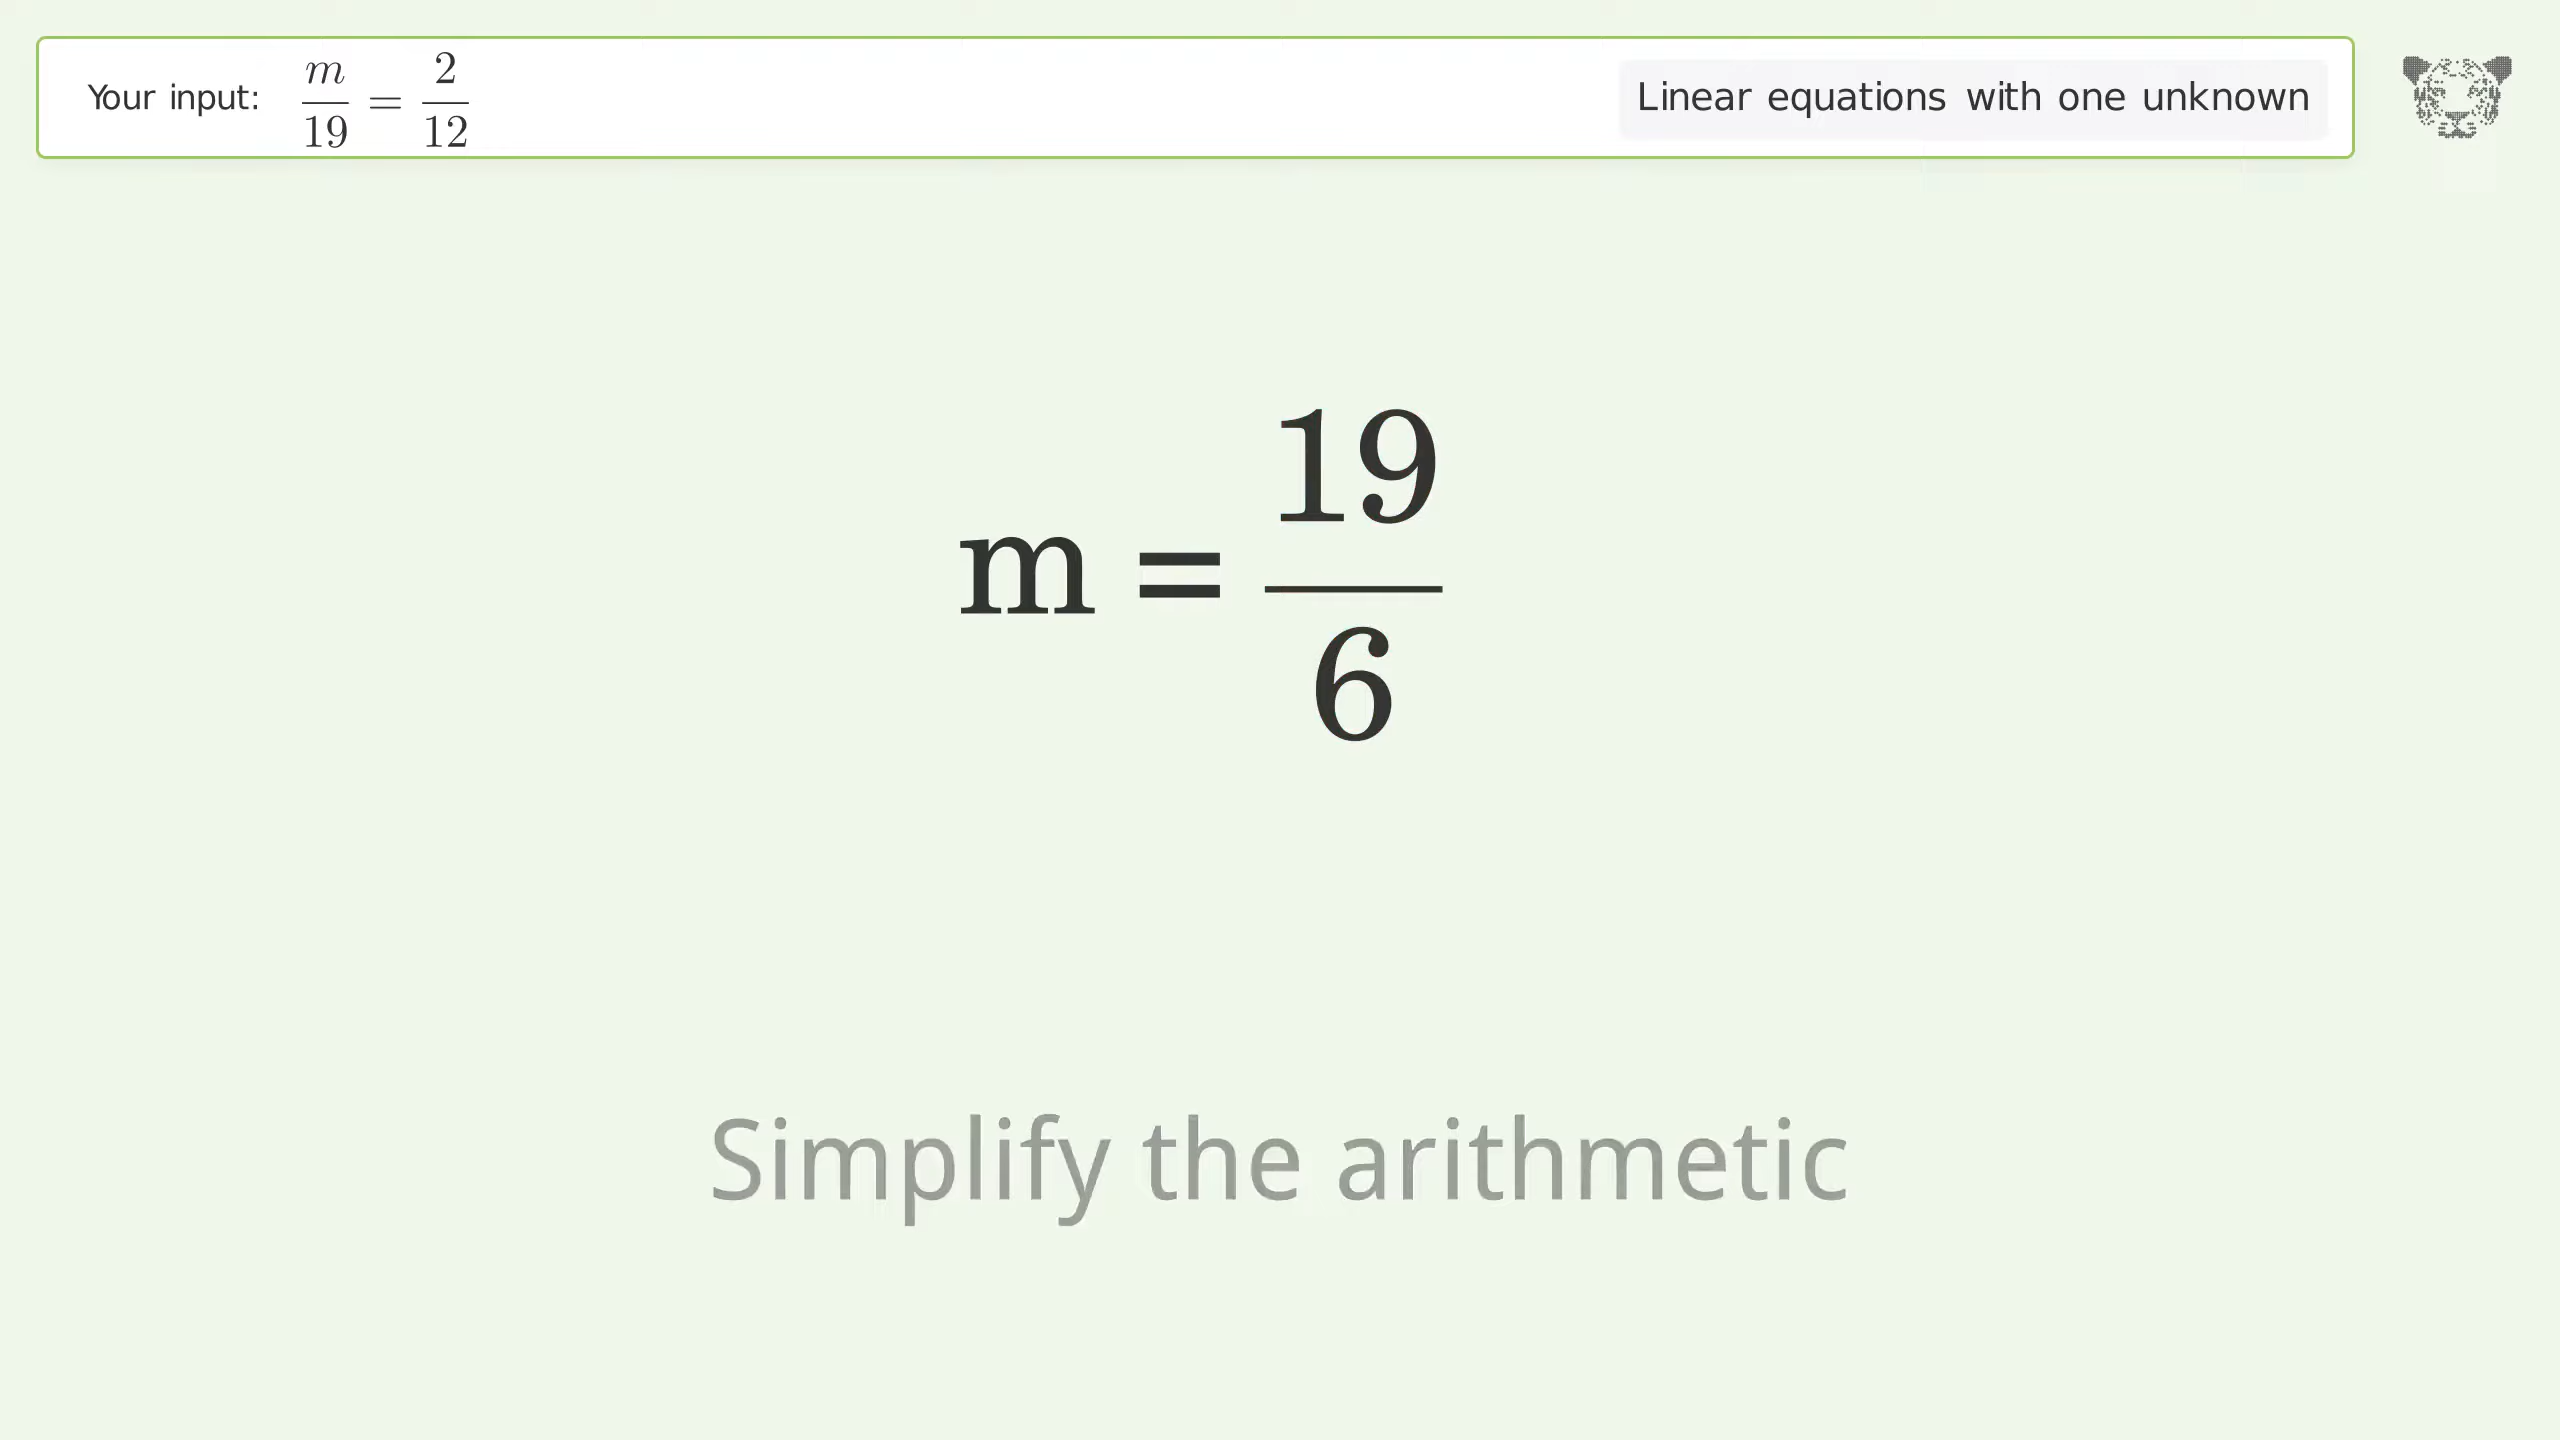 Your input: m/19 = 2/12
Linear equations with one unknown
m = 19/6
Simplify the arithmetic